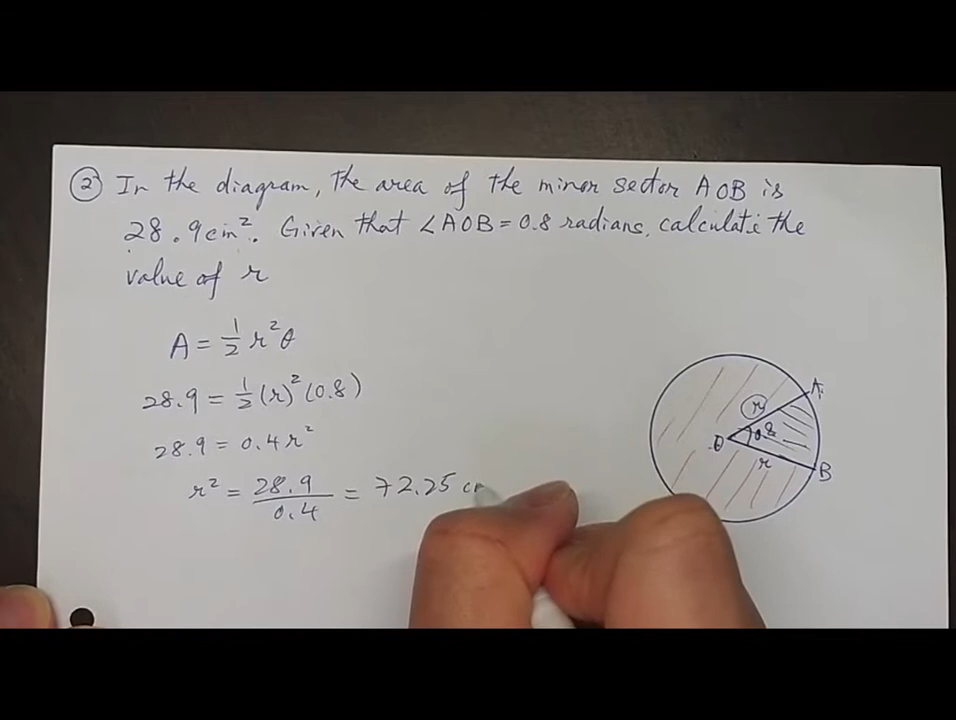 ② In the diagram, the area of the minor sector AOB is
28.9cm². Given that ∠AOB = 0.8 radians, calculate the
value of r
A = 1/2 r²θ
28.9 = 1/2 (r)² (0.8)
28.9 = 0.4r²
r² = 28.9/0.4 = 72.25 c
A
r
0.8
O
r
B